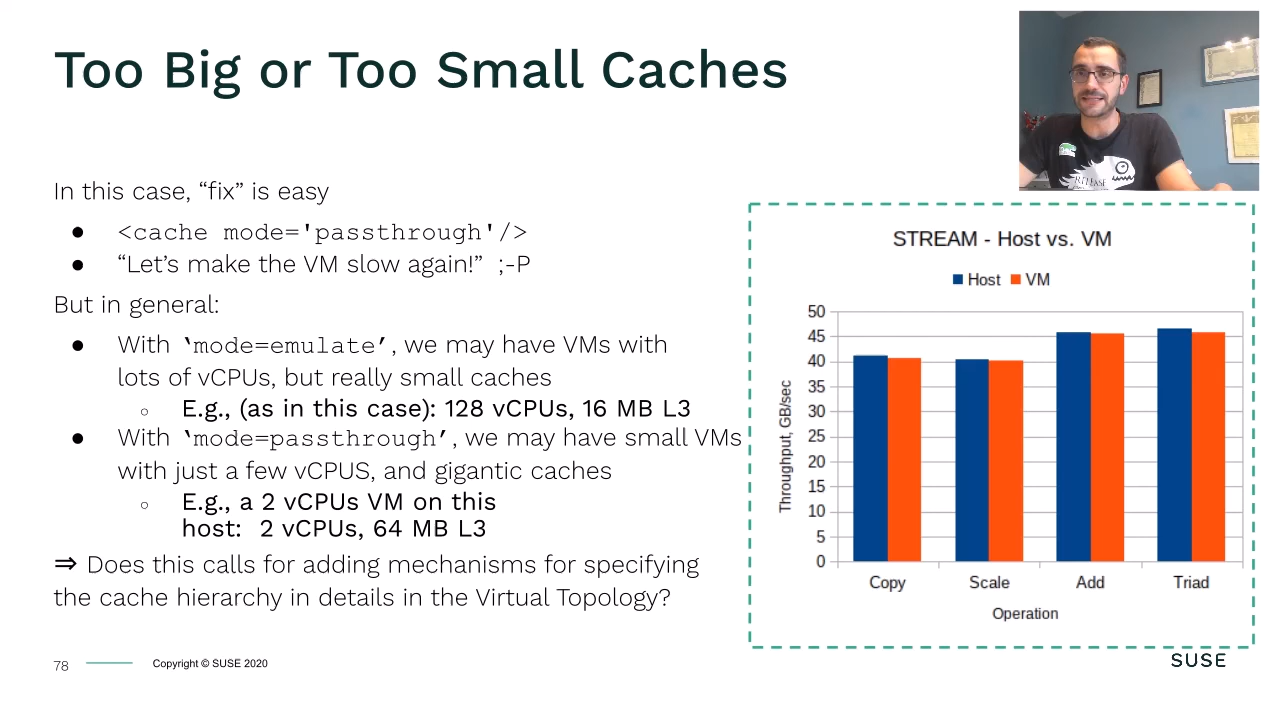 Too Big or Too Small Caches
In this case, “fix” is easy
● <cache mode='passthrough'/>
● “Let’s make the VM slow again!” ;-P
But in general:
● With ‘mode=emulate’, we may have VMs with
lots of vCPUs, but really small caches
○ E.g., (as in this case): 128 vCPUs, 16 MB L3
● With ‘mode=passthrough’, we may have small VMs
with just a few vCPUS, and gigantic caches
○ E.g., a 2 vCPUs VM on this
host: 2 vCPUs, 64 MB L3
⇒ Does this calls for adding mechanisms for specifying
the cache hierarchy in details in the Virtual Topology?
78
Copyright © SUSE 2020
RELEASE
STREAM - Host vs. VM
Host VM
Throughput, GB/sec
50
45
40
35
30
25
20
15
10
5
0
Copy Scale Add Triad
Operation
SUSE